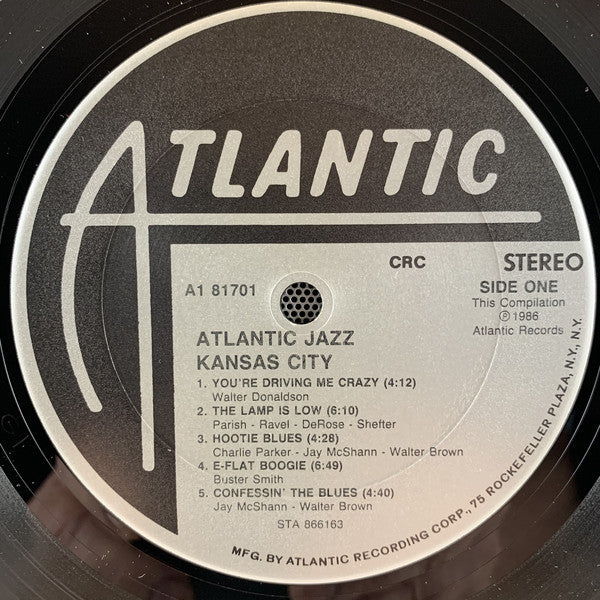 ATLANTIC
CRC
STEREO
A1 81701
SIDE ONE
This Compilation
℗ 1986
Atlantic Records
ATLANTIC JAZZ
KANSAS CITY
1. YOU'RE DRIVING ME CRAZY (4:12)
Walter Donaldson
2. THE LAMP IS LOW (6:10)
Parish - Ravel - DeRose - Shefter
3. HOOTIE BLUES (4:28)
Charlie Parker - Jay McShann - Walter Brown
4. E-FLAT BOOGIE (6:49)
Buster Smith
5. CONFESSIN' THE BLUES (4:40)
Jay McShann - Walter Brown
STA 866163
MFG. BY ATLANTIC RECORDING CORP., 75 ROCKEFELLER PLAZA, N.Y., N.Y.